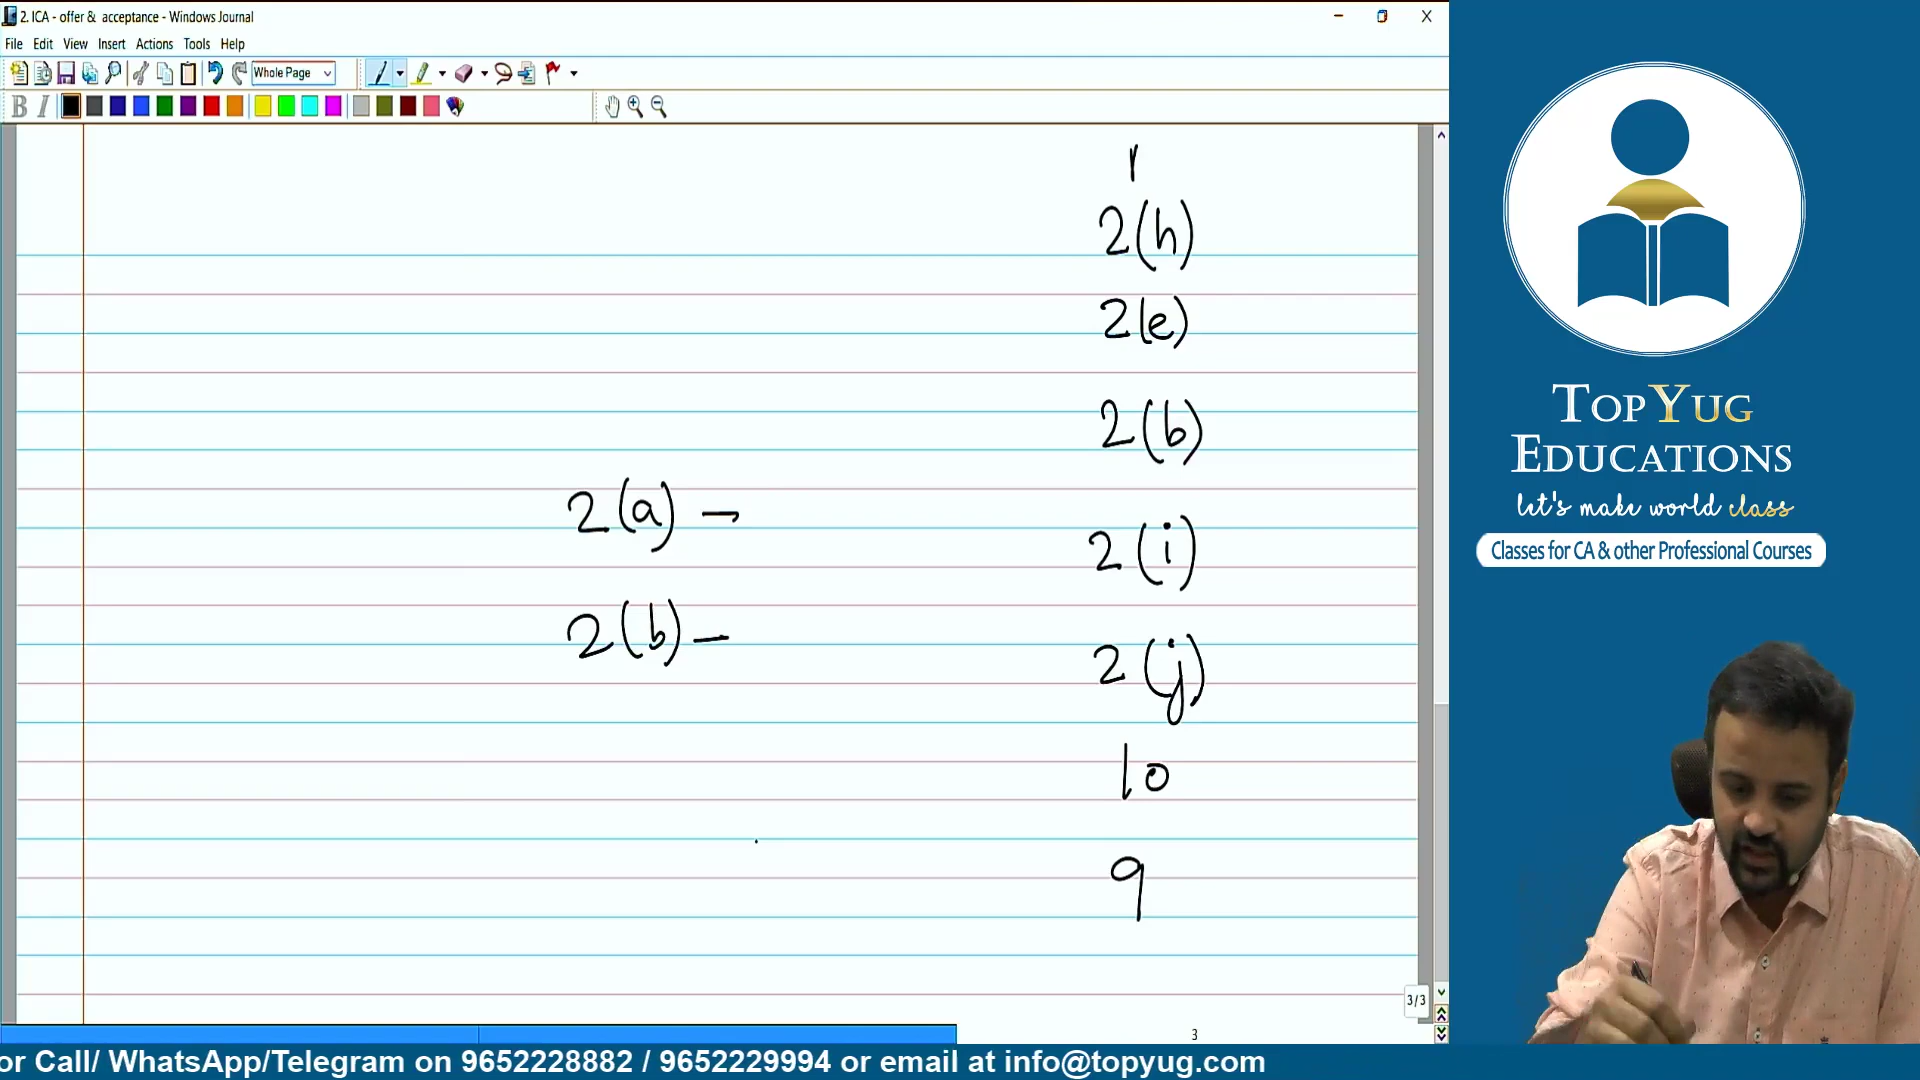 2. ICA - offer & acceptance - Windows Journal
File Edit View Insert Actions Tools Help
Whole Page
B I
1
2(h)
2(e)
2(b)
2(a) –
2(i)
2(b) –
2(j)
10
9
3/3
3
TOPYUG
EDUCATIONS
let's make world class
Classes for CA & other Professional Courses
or Call/ WhatsApp/Telegram on 9652228882 / 9652229994 or email at info@topyug.com